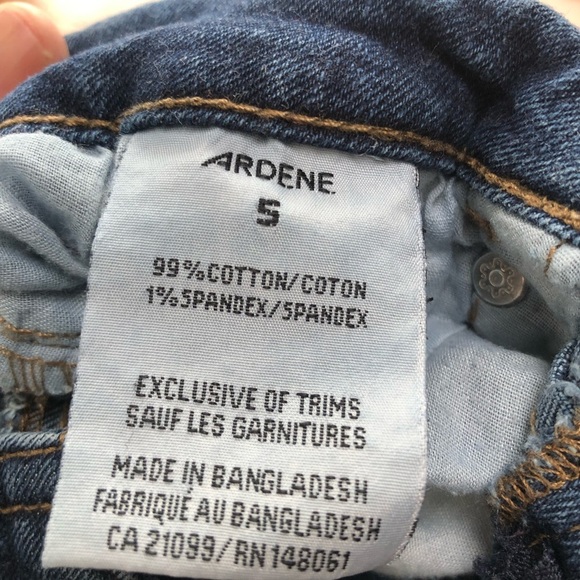 ARDENE
5
99% COTTON/COTON
1% SPANDEX/SPANDEX
EXCLUSIVE OF TRIMS
SAUF LES GARNITURES
MADE IN BANGLADESH
FABRIQUÉ AU BANGLADESH
CA 21099/RN 148061